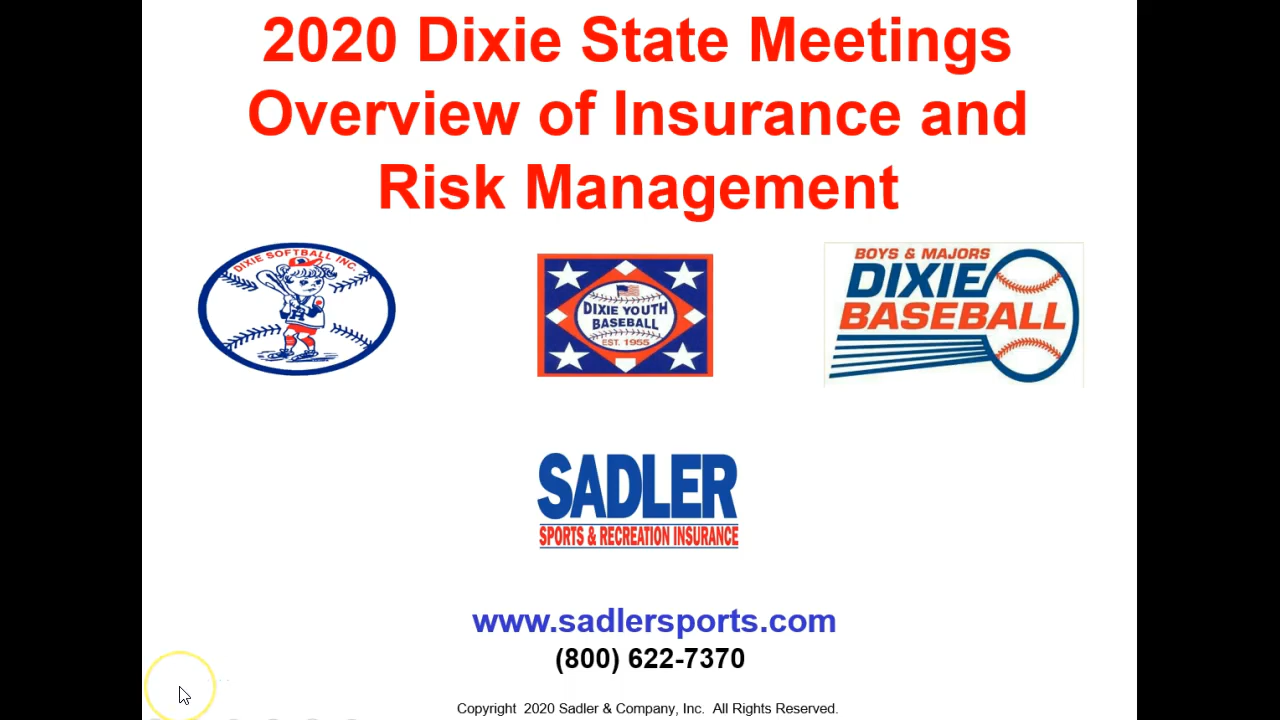 2020 Dixie State Meetings
Overview of Insurance and
Risk Management
DIXIE SOFTBALL INC.
DIXIE YOUTH
BASEBALL
EST. 1955
BOYS & MAJORS
DIXIE
BASEBALL
SADLER
SPORTS & RECREATION INSURANCE
www.sadlersports.com
(800) 622-7370
Copyright 2020 Sadler & Company, Inc. All Rights Reserved.